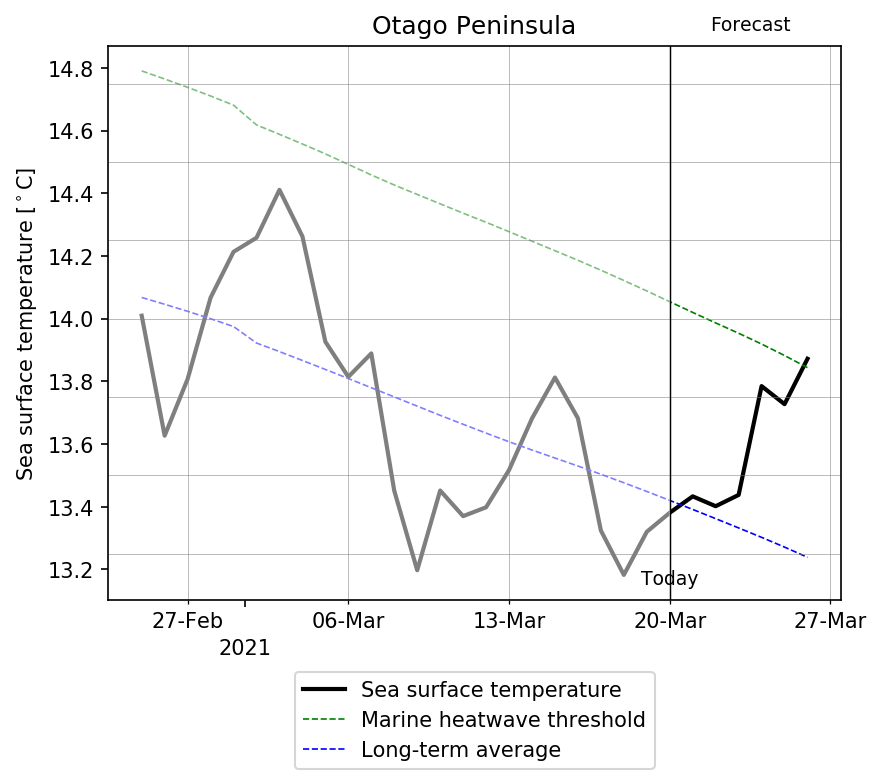 Otago Peninsula
Forecast
Sea surface temperature [°C]
14.8
14.6
14.4
14.2
14.0
13.8
13.6
13.4
13.2
Today
27-Feb 06-Mar 13-Mar 20-Mar 27-Mar
2021
Sea surface temperature
Marine heatwave threshold
Long-term average